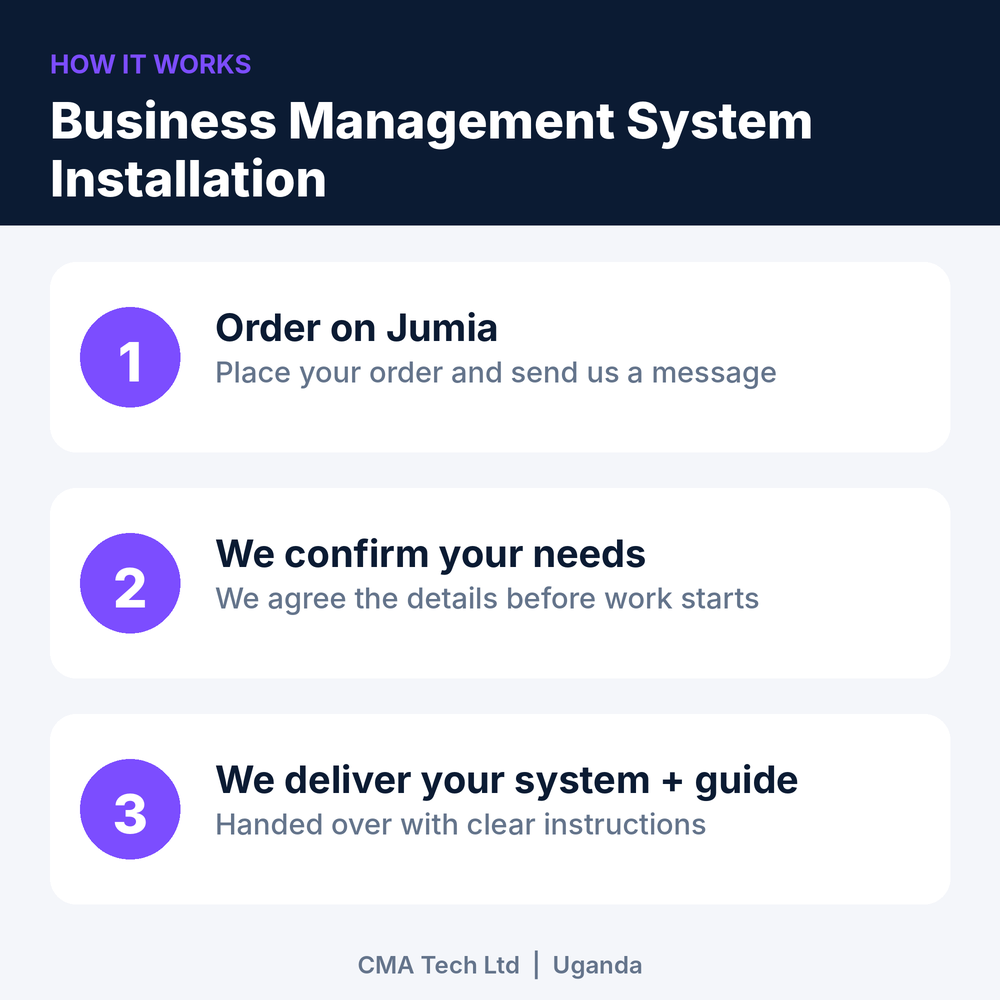 HOW IT WORKS
Business Management System
Installation
1
Order on Jumia
Place your order and send us a message
2
We confirm your needs
We agree the details before work starts
3
We deliver your system + guide
Handed over with clear instructions
CMA Tech Ltd | Uganda